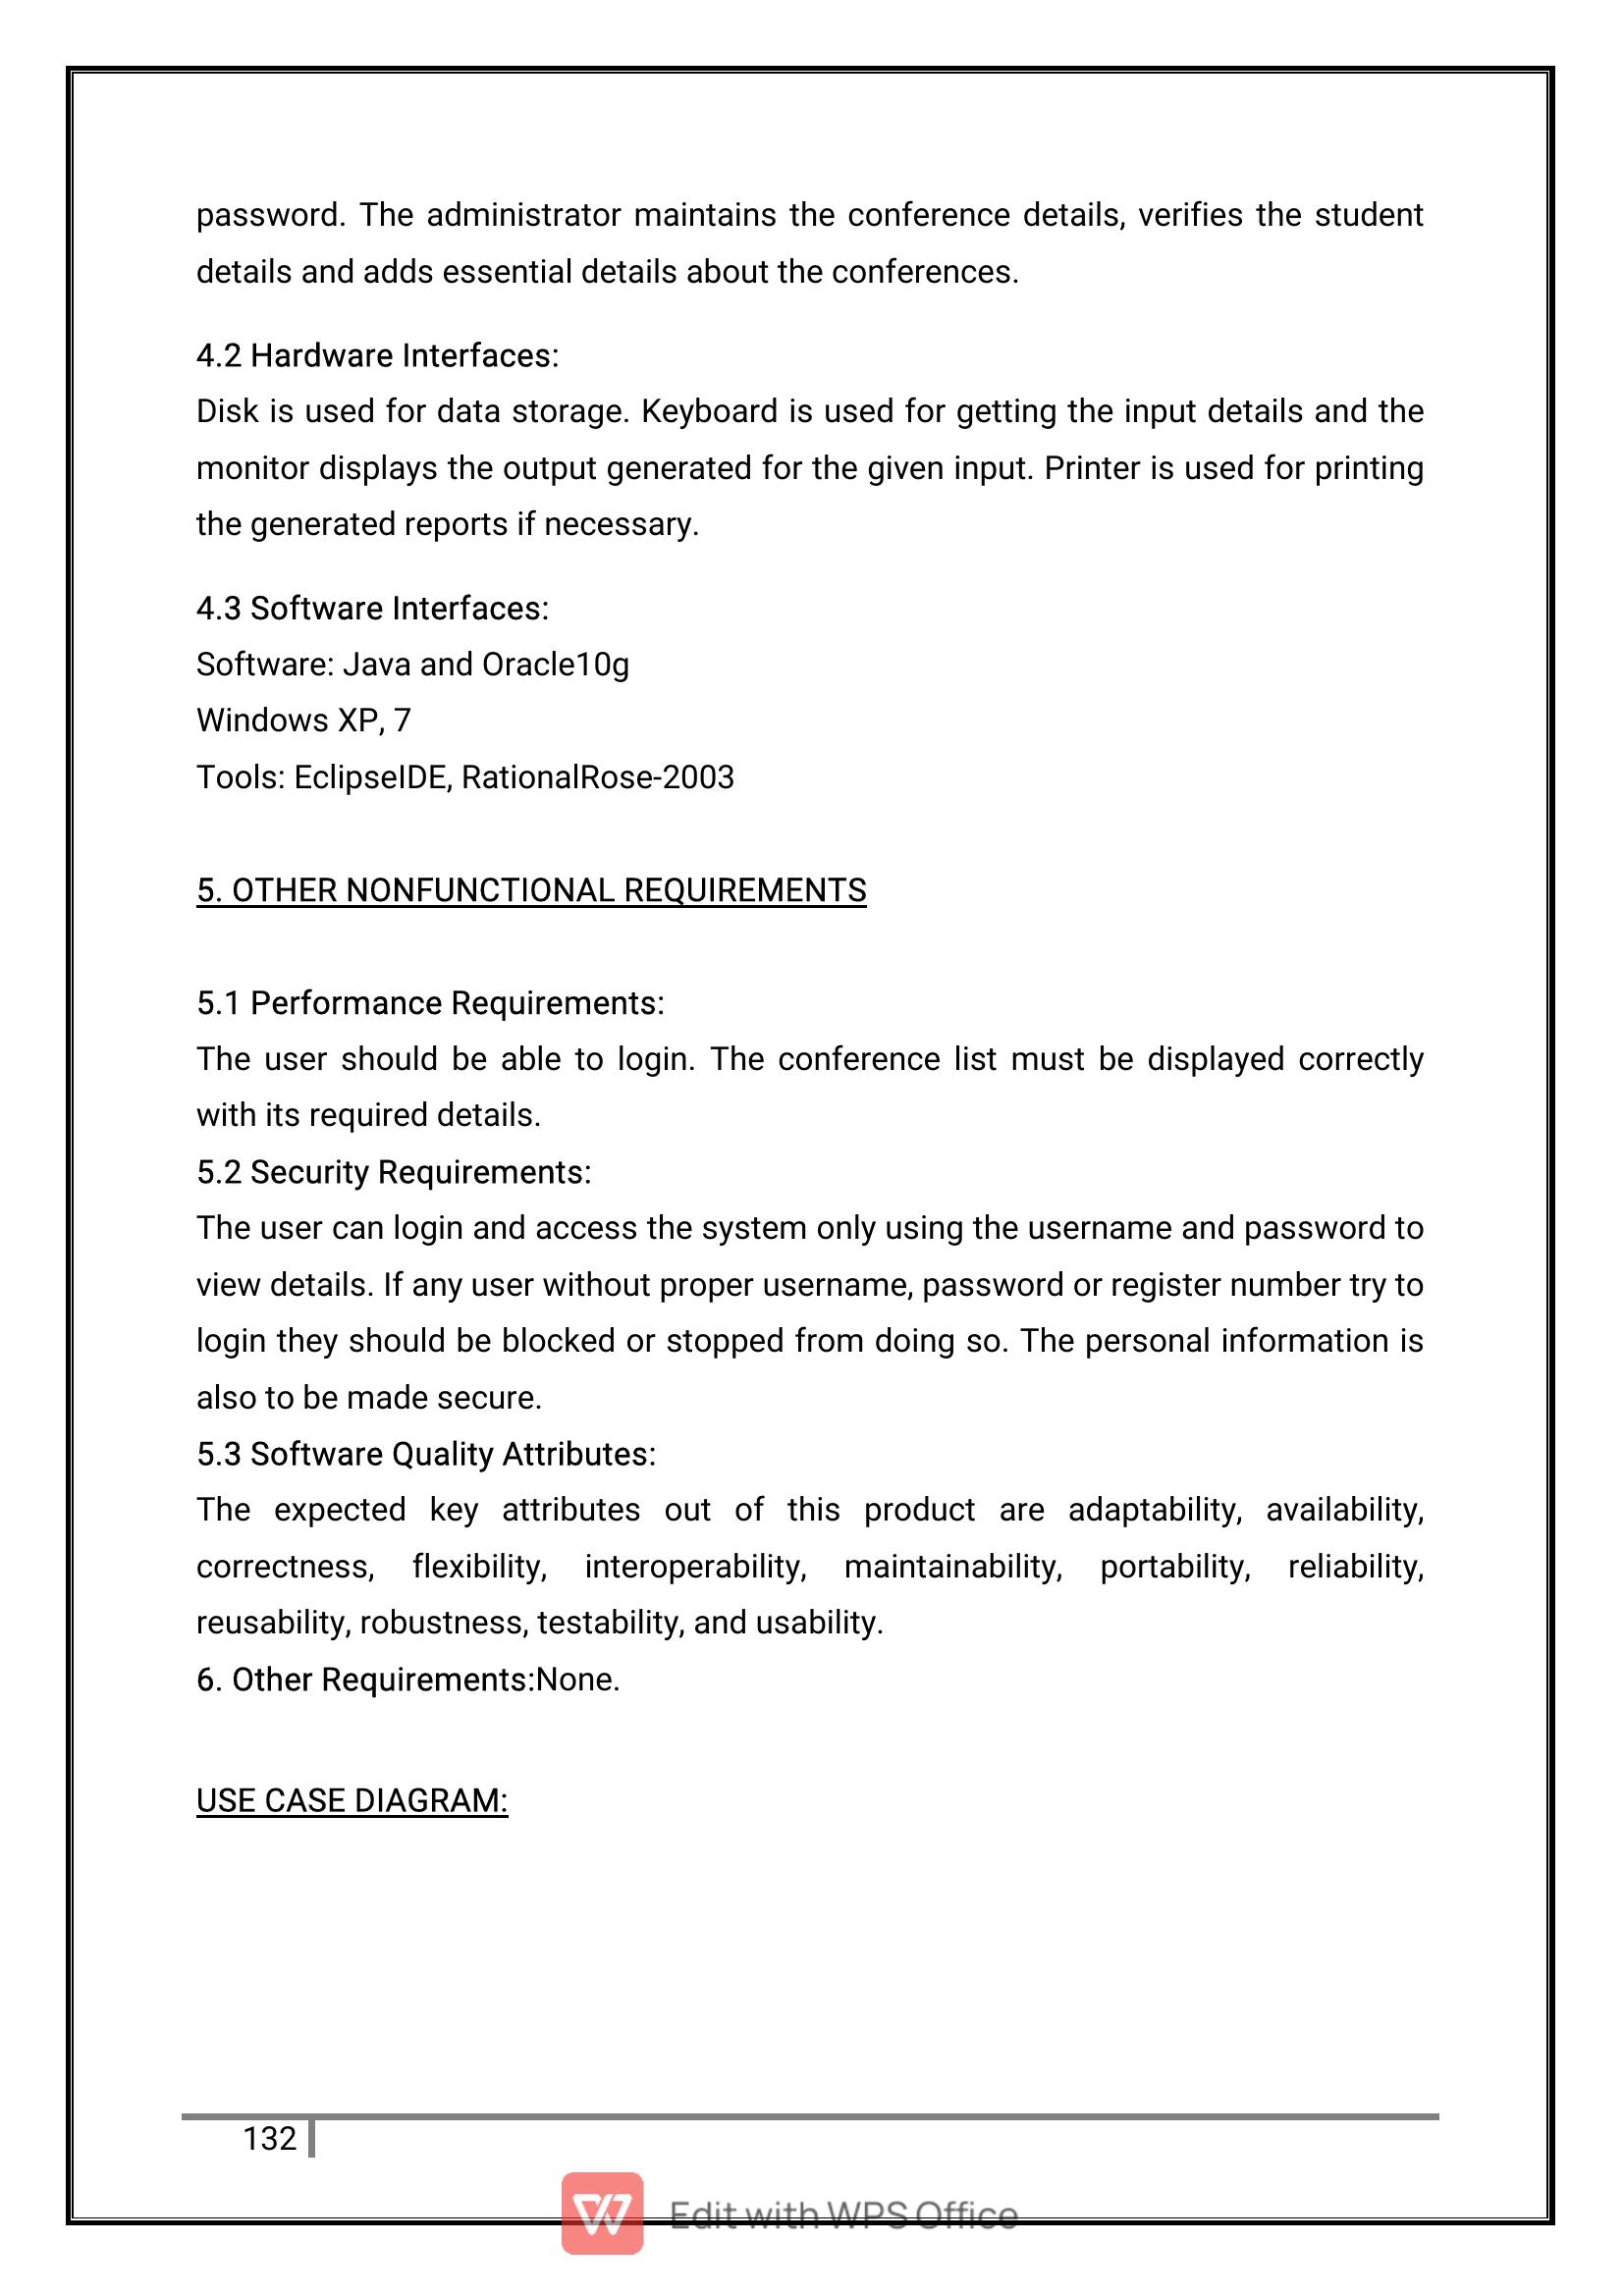 password. The administrator maintains the conference details, verifies the student
details and adds essential details about the conferences.
4.2 Hardware Interfaces:
Disk is used for data storage. Keyboard is used for getting the input details and the
monitor displays the output generated for the given input. Printer is used for printing
the generated reports if necessary.
4.3 Software Interfaces:
Software: Java and Oracle10g
Windows XP, 7
Tools: EclipseIDE, RationalRose-2003
5. OTHER NONFUNCTIONAL REQUIREMENTS
5.1 Performance Requirements:
The user should be able to login. The conference list must be displayed correctly
with its required details.
5.2 Security Requirements:
The user can login and access the system only using the username and password to
view details. If any user without proper username, password or register number try to
login they should be blocked or stopped from doing so. The personal information is
also to be made secure.
5.3 Software Quality Attributes:
The expected key attributes out of this product are adaptability, availability,
correctness, flexibility, interoperability, maintainability, portability, reliability,
reusability, robustness, testability, and usability.
6. Other Requirements:None.
USE CASE DIAGRAM:
132
Edit with WPS Office